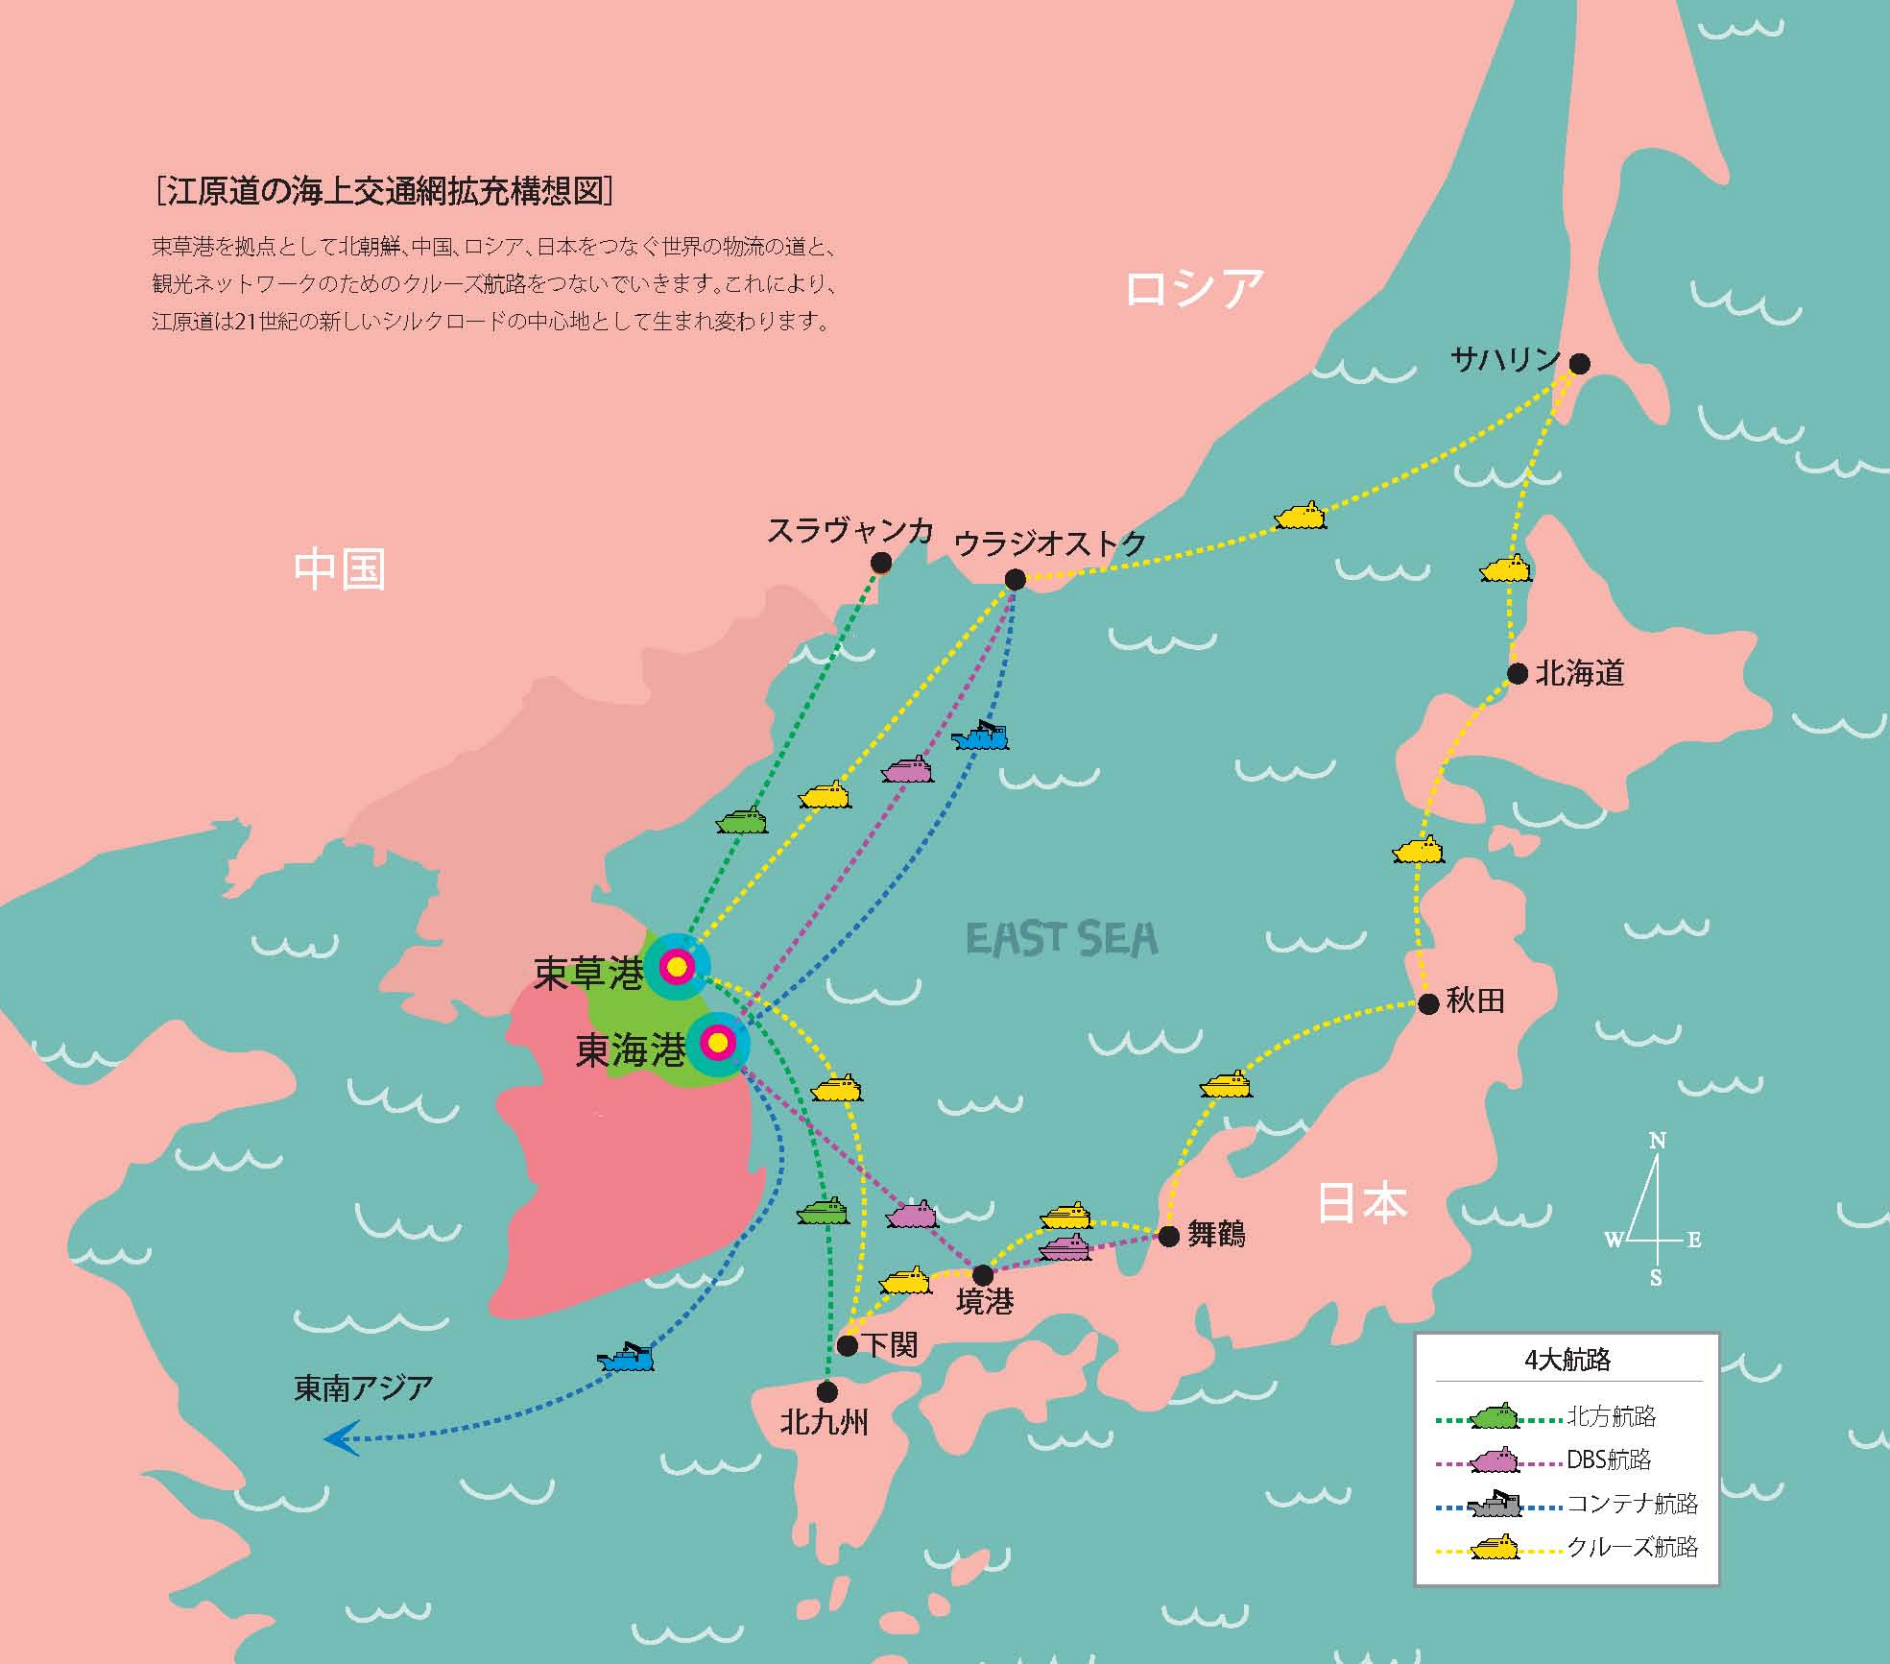 [江原道の海上交通網拡充構想図]
束草港を拠点として北朝鮮、中国、ロシア、日本をつなぐ世界の物流の道と、
観光ネットワークのためのクルーズ航路をつないでいきます。これにより、
江原道は21世紀の新しいシルクロードの中心地として生まれ変わります。
ロシア
サハリン
スラヴャンカ
ウラジオストク
中国
北海道
EAST SEA
束草港
秋田
東海港
N
日本
舞鶴
W
E
S
境港
下関
東南アジア
北九州
4大航路
北方航路
DBS航路
コンテナ航路
クルーズ航路